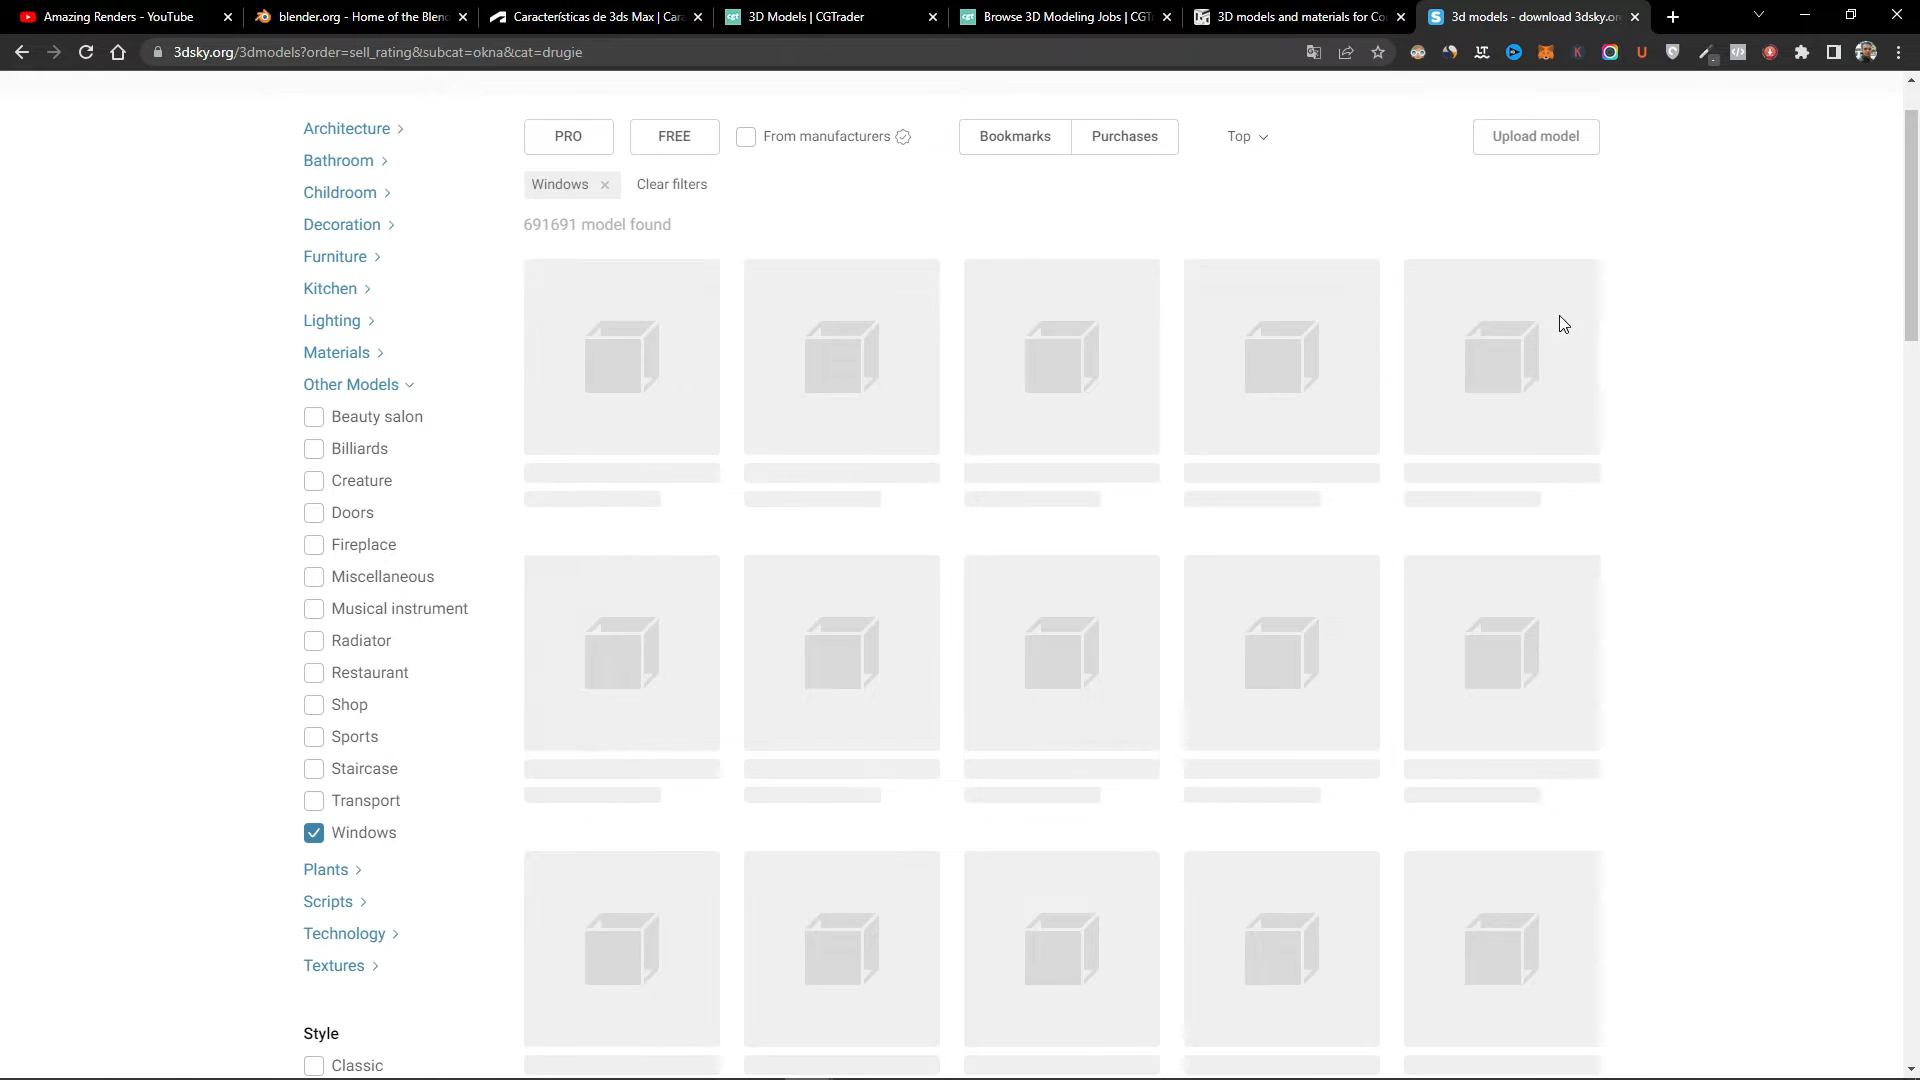 Amazing Renders - YouTube
blender.org - Home of the Blen
Características de 3ds Max | Car
3D Models | CGTrader
Browse 3D Modeling Jobs | CGT
3D models and materials for Co
3d models - download 3dsky.or
3dsky.org/3dmodels?order=sell_rating&subcat=okna&cat=drugie
Architecture
Bathroom
Childroom
Decoration
Furniture
Kitchen
Lighting
Materials
Other Models
Beauty salon
Billiards
Creature
Doors
Fireplace
Miscellaneous
Musical instrument
Radiator
Restaurant
Shop
Sports
Staircase
Transport
Windows
Plants
Scripts
Technology
Textures
Style
Classic
PRO
FREE
From manufacturers
Bookmarks
Purchases
Top
Upload model
Windows
Clear filters
691691 model found